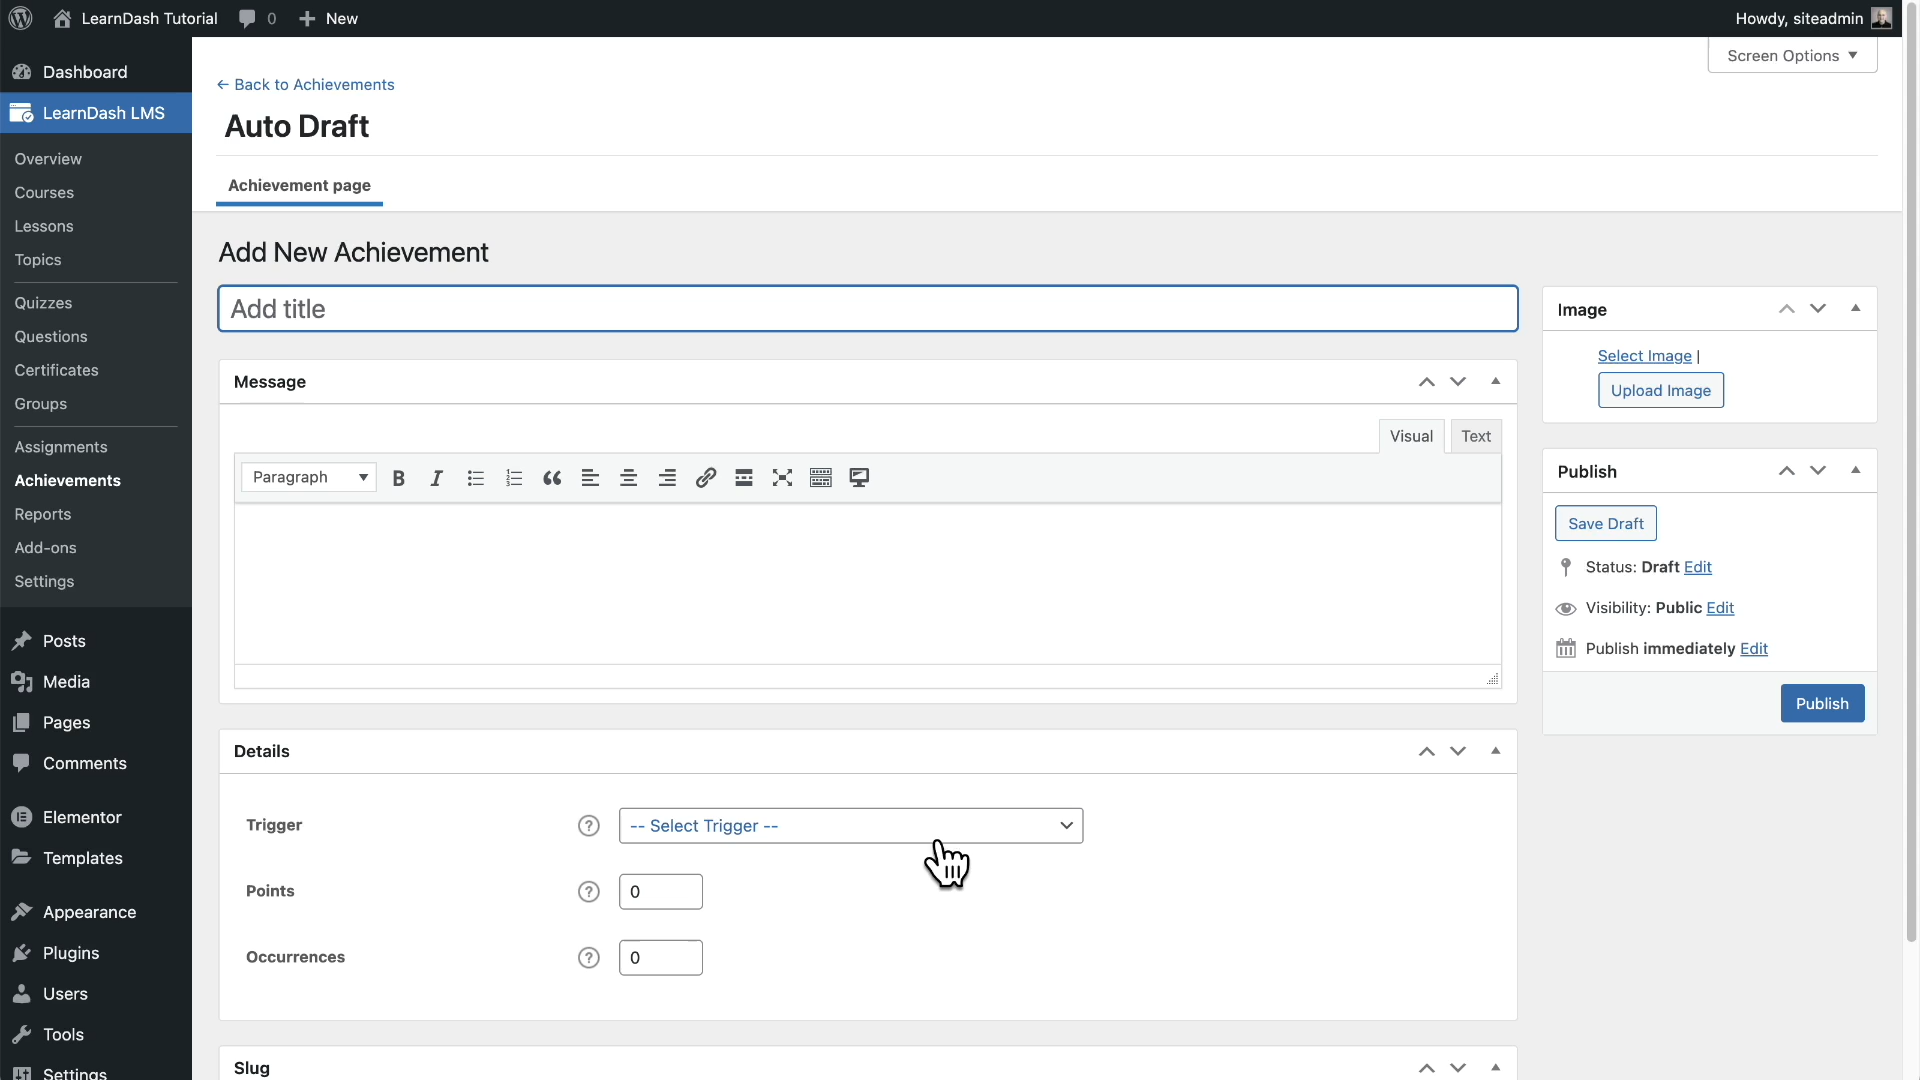 LearnDash Tutorial
0
New
Howdy, siteadmin
Dashboard
LearnDash LMS
Overview
Courses
Lessons
Topics
Quizzes
Questions
Certificates
Groups
Assignments
Achievements
Reports
Add-ons
Settings
Posts
Media
Pages
Comments
Elementor
Templates
Appearance
Plugins
Users
Tools
Settings
Screen Options ▼
← Back to Achievements
Auto Draft
Achievement page
Add New Achievement
Add title
Message
Visual
Text
Paragraph
Details
Trigger
-- Select Trigger --
Points
0
Occurrences
0
Slug
Image
Select Image |
Upload Image
Publish
Save Draft
Status: Draft Edit
Visibility: Public Edit
Publish immediately Edit
Publish